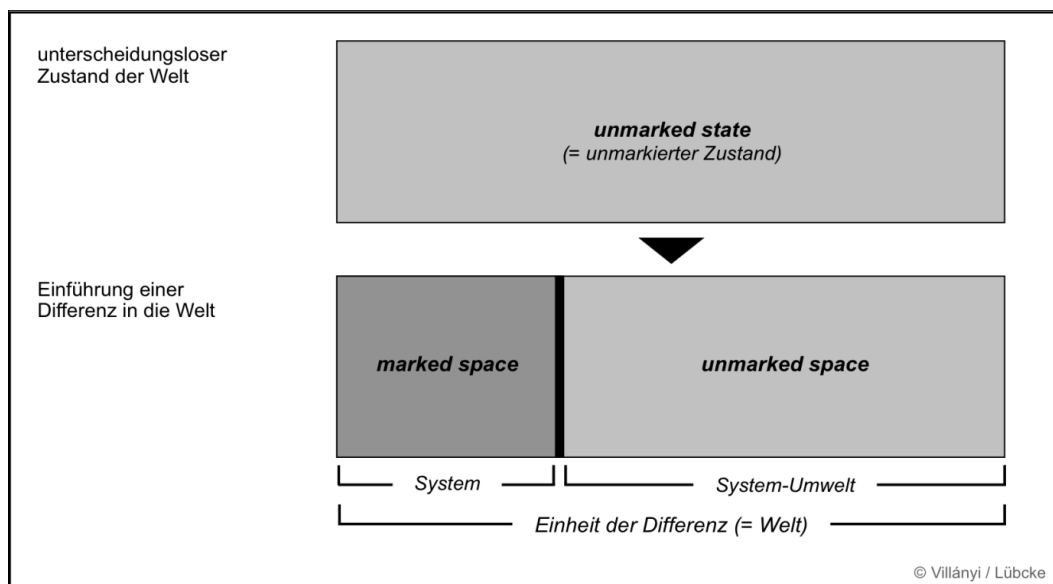 unterscheidungsloser
Zustand der Welt
unmarked state
(= unmarkierter Zustand)
Einführung einer
Differenz in die Welt
marked space
unmarked space
System
System-Umwelt
Einheit der Differenz (= Welt)
© Villányi / Lübcke